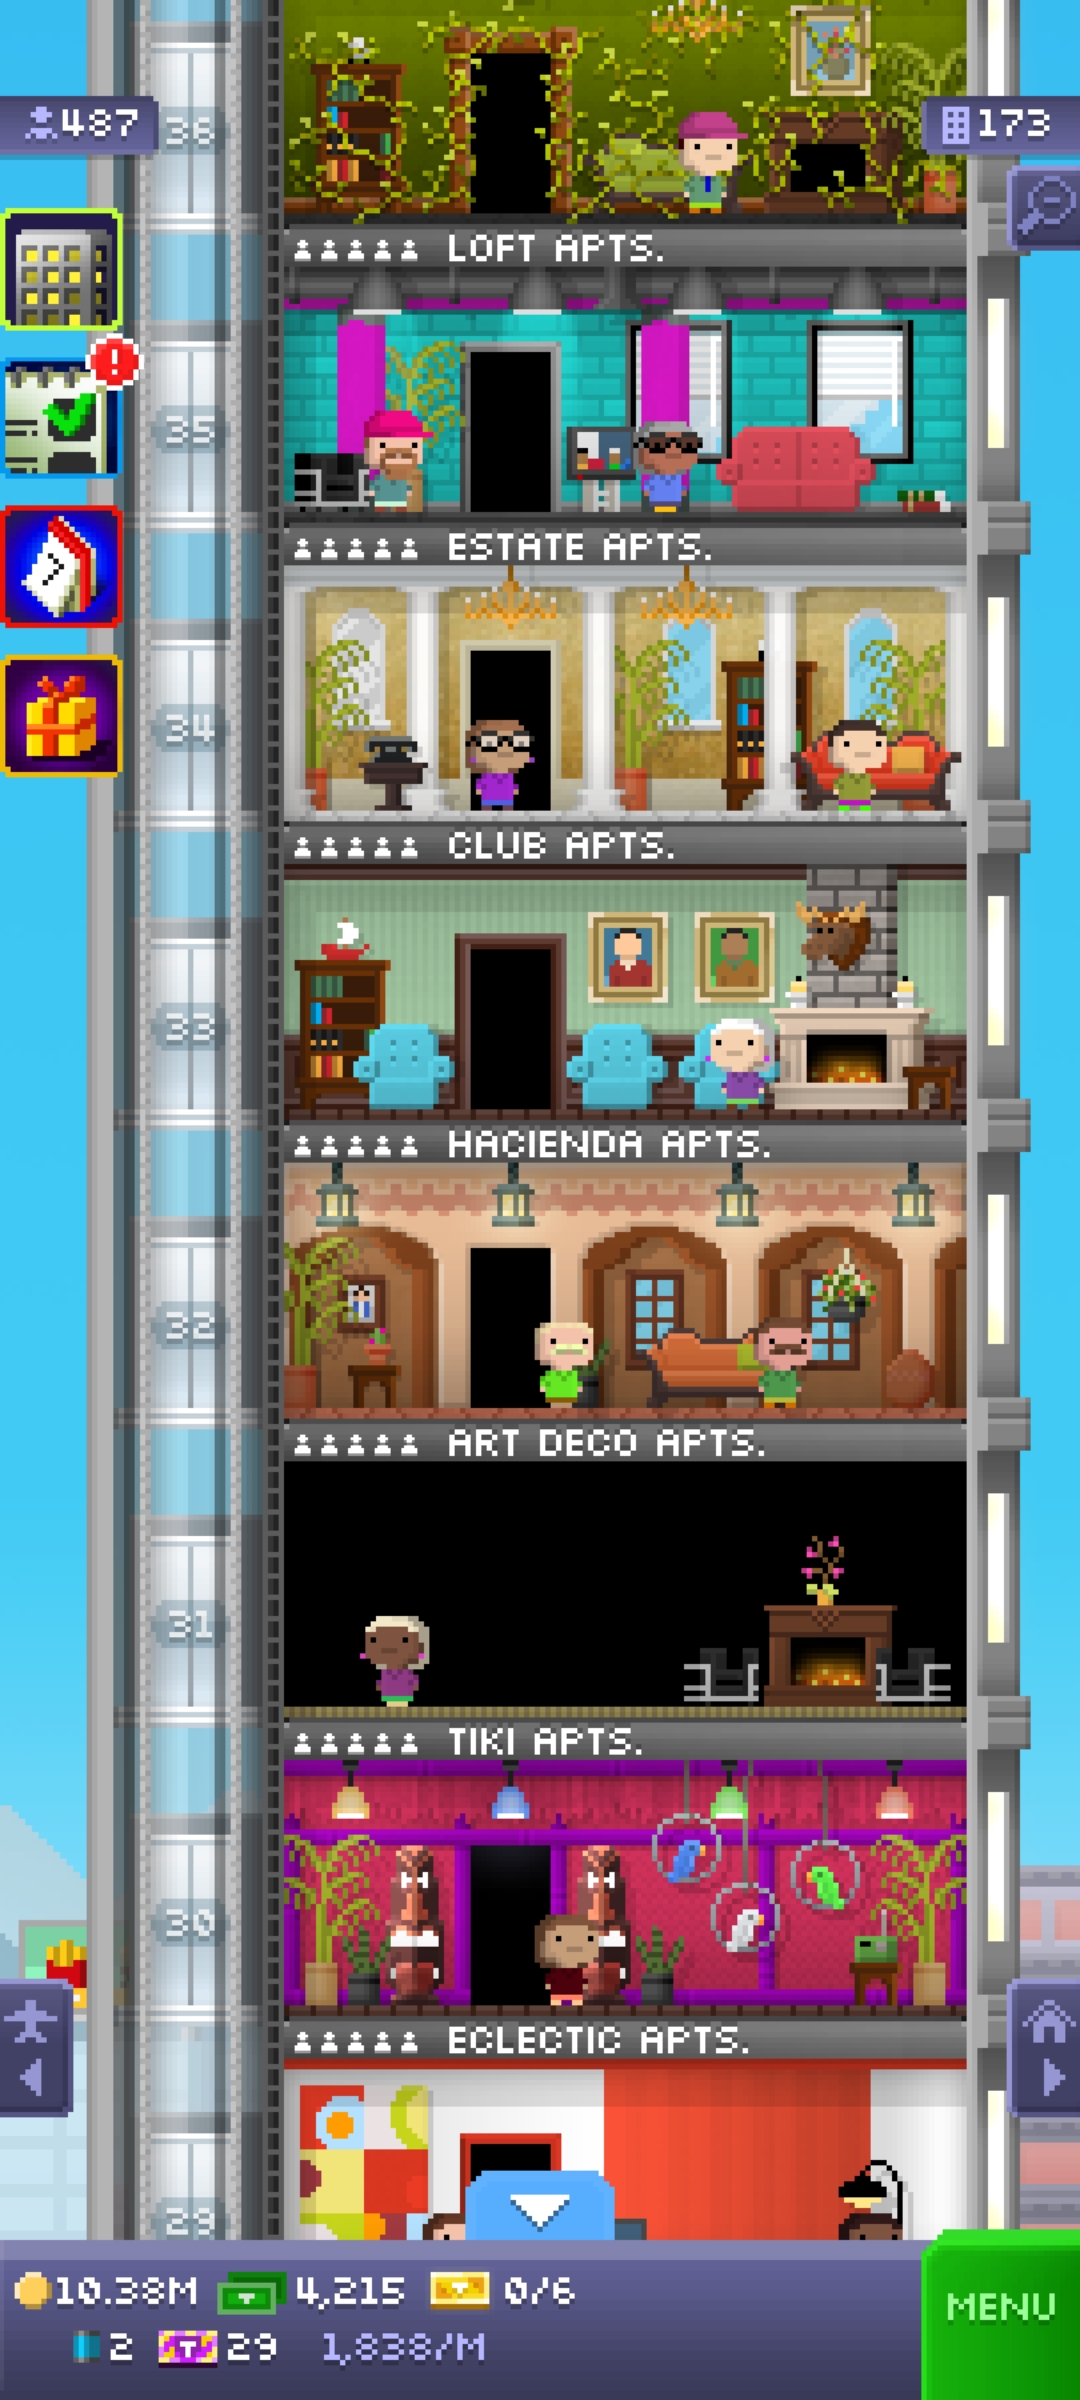 487
36
173
LOFT APTS.
35
ESTATE APTS.
7
34
CLUB APTS.
33
HACIENDA APTS.
32
ART DECO APTS.
31
TIKI APTS.
30
ECLECTIC APTS.
10.38M 4,215 0/6
MENU
2 T 29 1,838/M